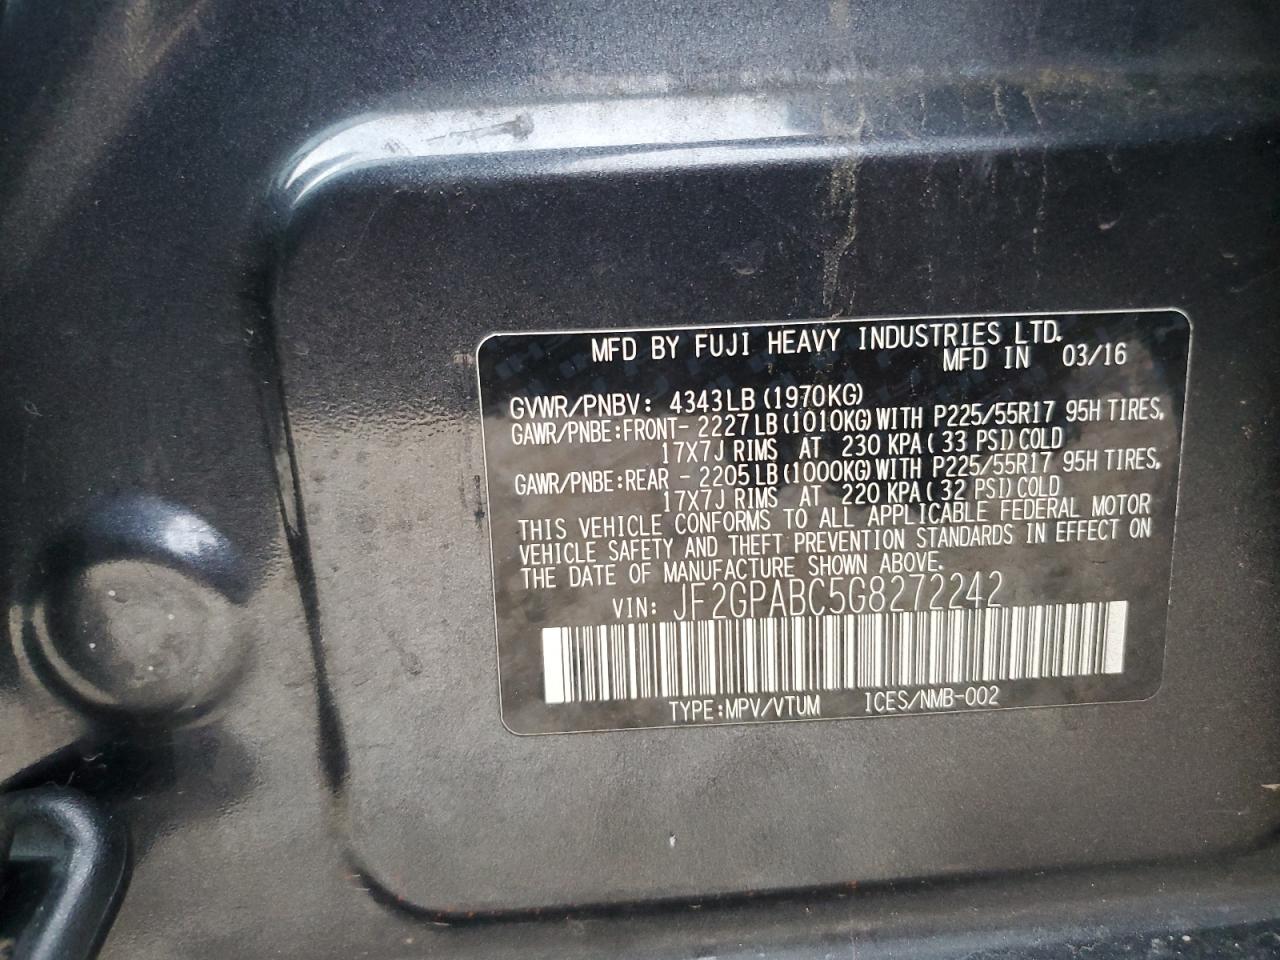 MFD BY FUJI HEAVY INDUSTRIES LTD.
MFD IN 03/16
GVWR/PNBV: 4343LB (1970KG)
GAWR/PNBE:FRONT- 2227LB(1010KG)WITH P225/55R17 95H TIRES,
17X7J RIMS AT 230 KPA( 33 PSI)COLD
GAWR/PNBE:REAR - 2205LB(1000KG)WITH P225/55R17 95H TIRES,
17X7J RIMS AT 220 KPA( 32 PSI)COLD
THIS VEHICLE CONFORMS TO ALL APPLICABLE FEDERAL MOTOR
VEHICLE SAFETY AND THEFT PREVENTION STANDARDS IN EFFECT ON
THE DATE OF MANUFACTURE SHOWN ABOVE.
VIN: JF2GPABC5G8272242
TYPE:MPV/VTUM ICES/NMB-002